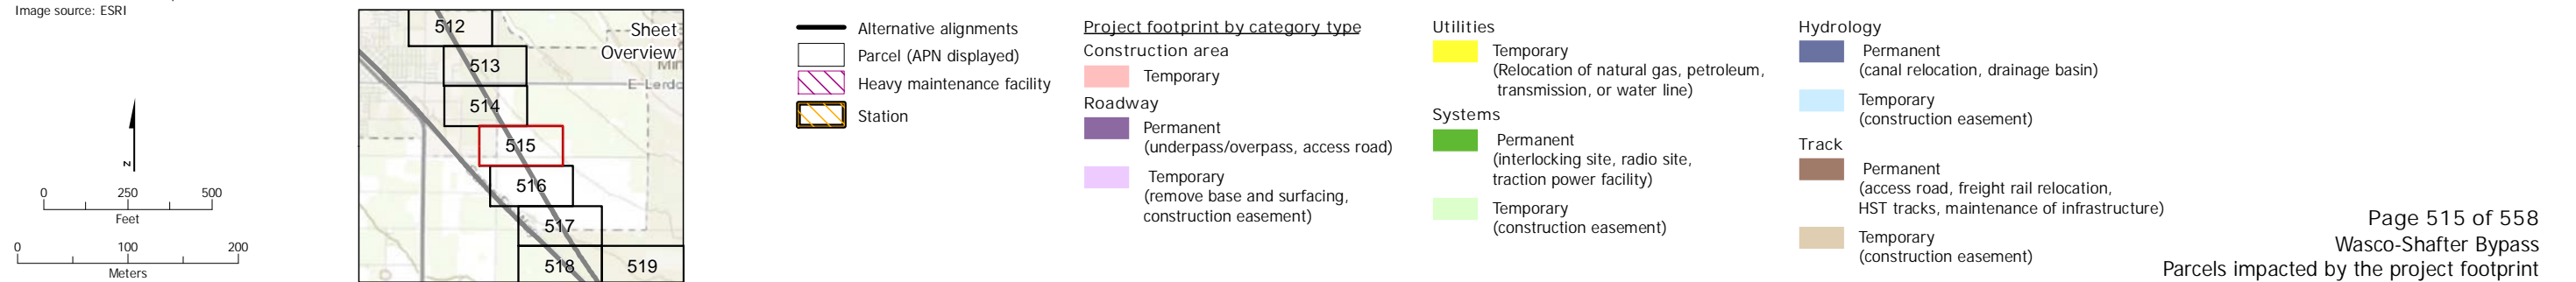 Image source: ESRI
N
0 250 500
Feet
0 100 200
Meters
Sheet
Overview
E Lerdo
512
513
514
515
516
517
518
519
Alternative alignments
Parcel (APN displayed)
Heavy maintenance facility
Station
Project footprint by category type
Construction area
Temporary
Roadway
Permanent
(underpass/overpass, access road)
Temporary
(remove base and surfacing,
construction easement)
Utilities
Temporary
(Relocation of natural gas, petroleum,
transmission, or water line)
Systems
Permanent
(interlocking site, radio site,
traction power facility)
Temporary
(construction easement)
Hydrology
Permanent
(canal relocation, drainage basin)
Temporary
(construction easement)
Track
Permanent
(access road, freight rail relocation,
HST tracks, maintenance of infrastructure)
Temporary
(construction easement)
Page 515 of 558
Wasco-Shafter Bypass
Parcels impacted by the project footprint